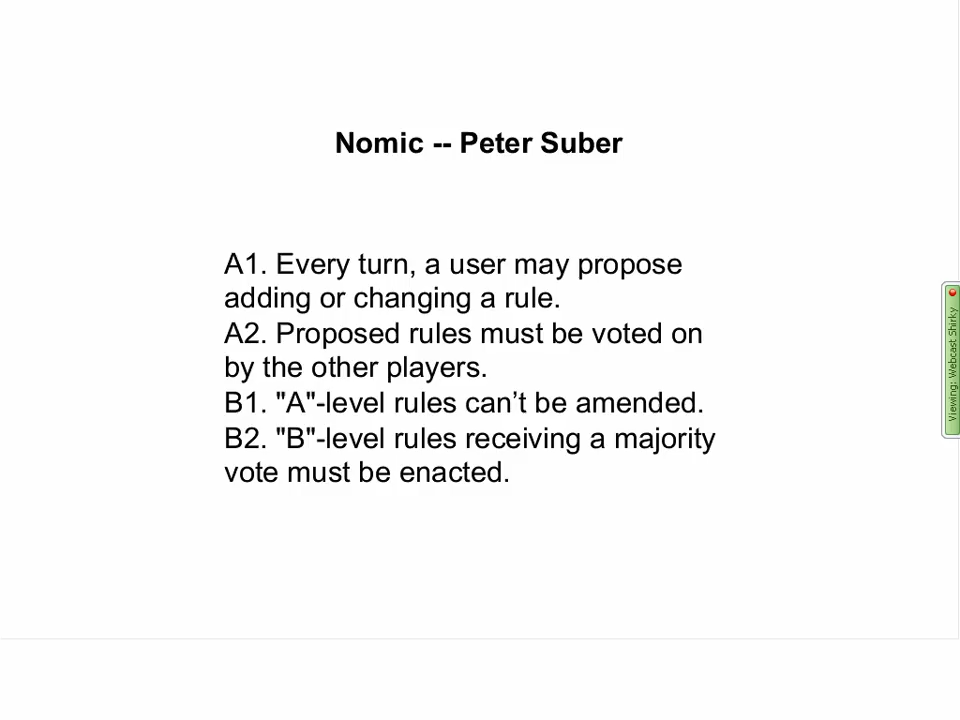 Nomic -- Peter Suber
A1. Every turn, a user may propose
adding or changing a rule.
A2. Proposed rules must be voted on
by the other players.
B1. "A"-level rules can’t be amended.
B2. "B"-level rules receiving a majority
vote must be enacted.
Viewing: Webcast Shirky